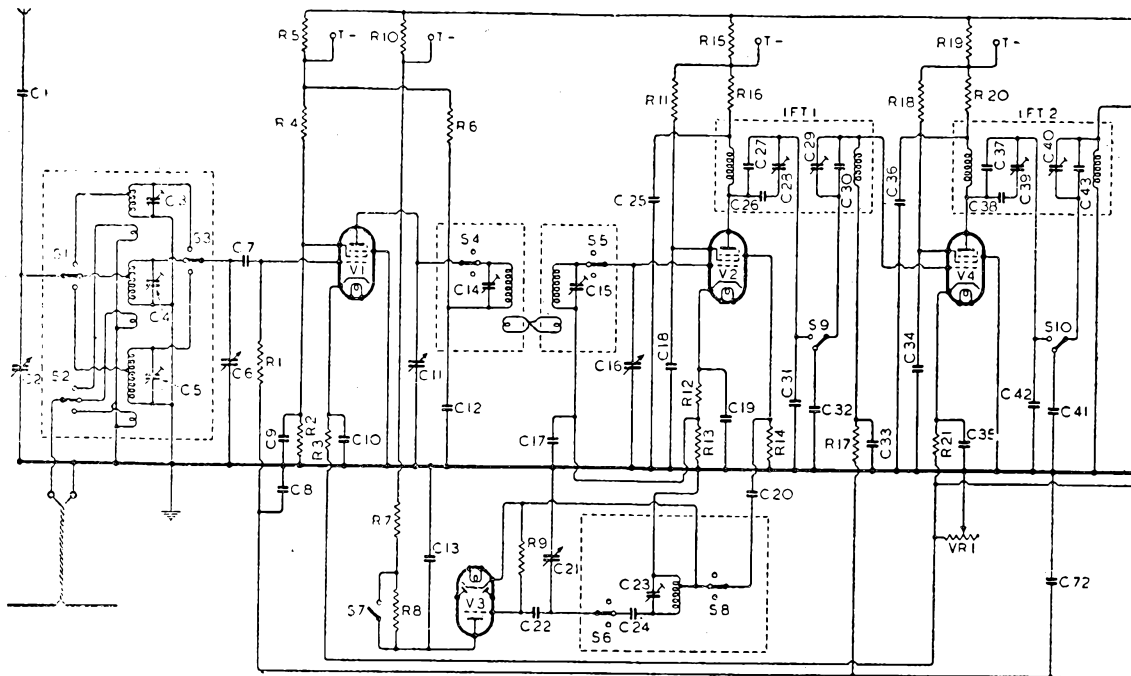 R5
T-
R10
T-
R15
T-
R19
T-
C1
R4
R6
R11
R16
R18
R20
IFT1
IFT2
C3
C27
C28
C29
C30
C36
C37
C39
C40
C43
C25
C26
C38
S1
S3
C7
V1
S4
S5
V2
V4
C4
C14
C15
C2
S2
C5
C6
R1
C11
C16
C18
C31
S9
C34
S10
R12
C32
C42
C41
C9
R2
R3
C10
C12
C17
R13
C19
R14
R17
C33
R21
C35
C8
C20
R7
C13
R9
C21
VR1
C72
S7
R8
V3
C22
C23
S6
C24
S8